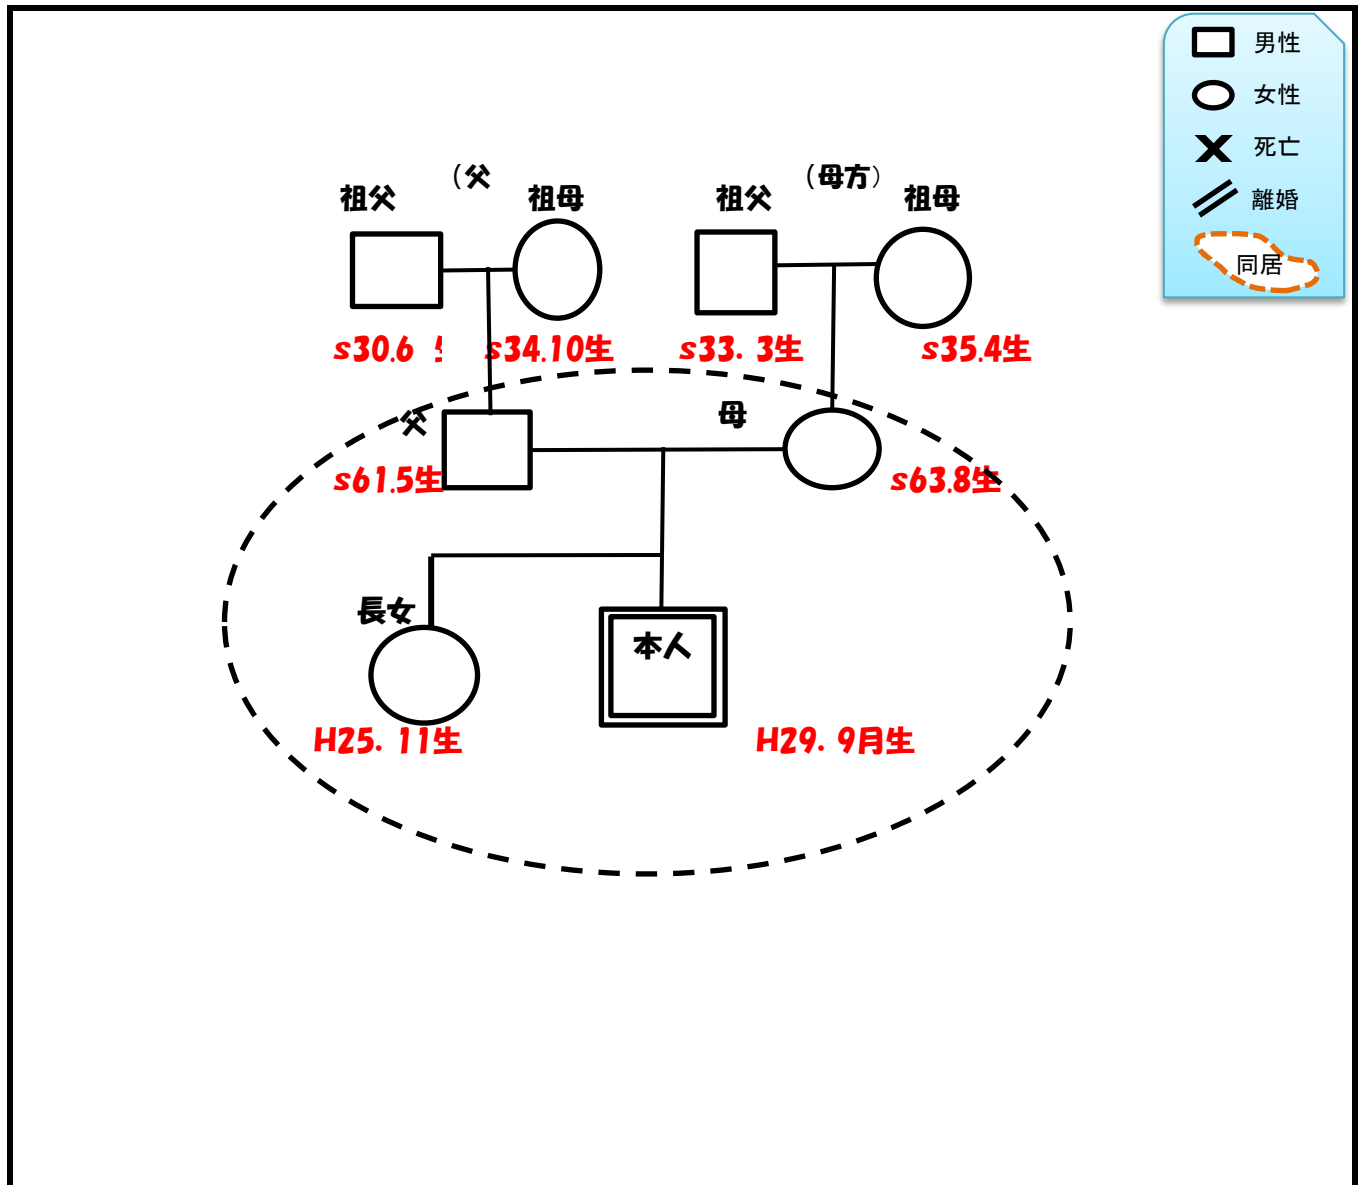 男性
女性
死亡
離婚
同居
(父
(母方)
祖父
祖母
祖父
祖母
s30.6
s34.10生
s33. 3生
s35.4生
父
母
s61.5生
s63.8生
長女
本人
H25. 11生
H29. 9月生